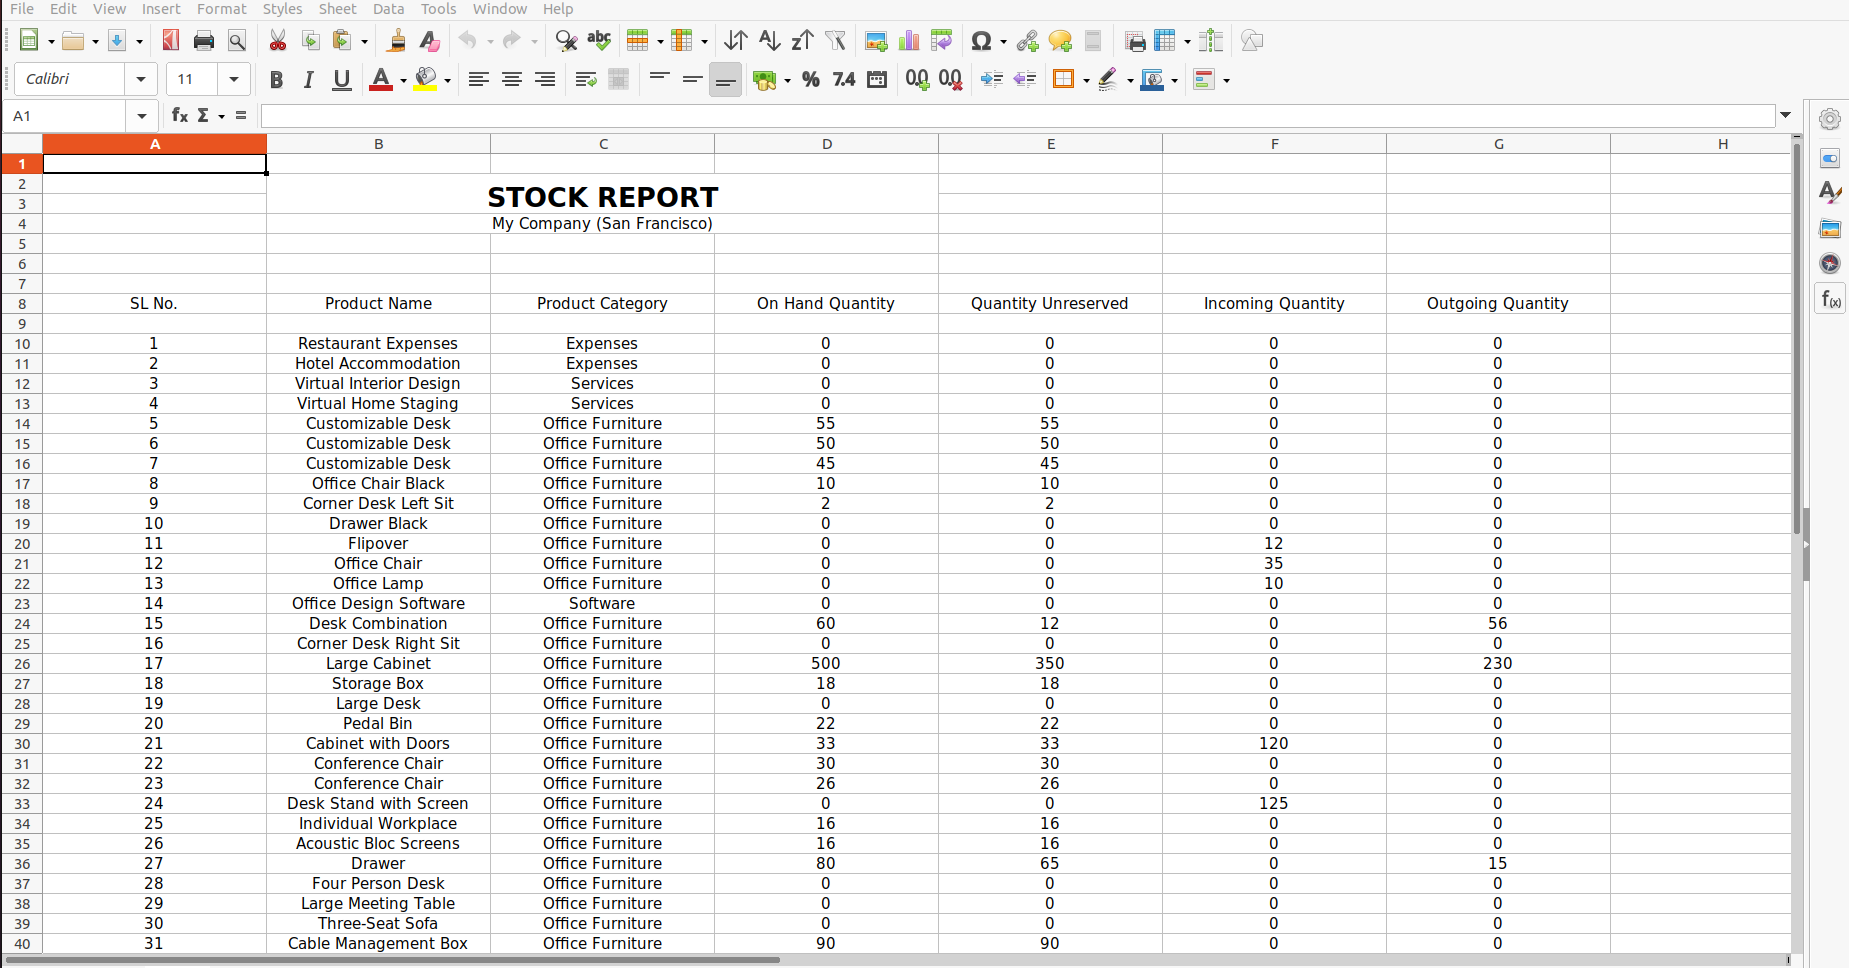 File Edit View Insert Format Styles Sheet Data Tools Window Help
Calibri 11 B I U A % 7.4 0.0 0.0
A1 fx Σ =
A B C D E F G H
1
2
STOCK REPORT
3
4 My Company (San Francisco)
5
6
7
8 SL No. Product Name Product Category On Hand Quantity Quantity Unreserved Incoming Quantity Outgoing Quantity
9
10 1 Restaurant Expenses Expenses 0 0 0 0
11 2 Hotel Accommodation Expenses 0 0 0 0
12 3 Virtual Interior Design Services 0 0 0 0
13 4 Virtual Home Staging Services 0 0 0 0
14 5 Customizable Desk Office Furniture 55 55 0 0
15 6 Customizable Desk Office Furniture 50 50 0 0
16 7 Customizable Desk Office Furniture 45 45 0 0
17 8 Office Chair Black Office Furniture 10 10 0 0
18 9 Corner Desk Left Sit Office Furniture 2 2 0 0
19 10 Drawer Black Office Furniture 0 0 0 0
20 11 Flipover Office Furniture 0 0 12 0
21 12 Office Chair Office Furniture 0 0 35 0
22 13 Office Lamp Office Furniture 0 0 10 0
23 14 Office Design Software Software 0 0 0 0
24 15 Desk Combination Office Furniture 60 12 0 56
25 16 Corner Desk Right Sit Office Furniture 0 0 0 0
26 17 Large Cabinet Office Furniture 500 350 0 230
27 18 Storage Box Office Furniture 18 18 0 0
28 19 Large Desk Office Furniture 0 0 0 0
29 20 Pedal Bin Office Furniture 22 22 0 0
30 21 Cabinet with Doors Office Furniture 33 33 120 0
31 22 Conference Chair Office Furniture 30 30 0 0
32 23 Conference Chair Office Furniture 26 26 0 0
33 24 Desk Stand with Screen Office Furniture 0 0 125 0
34 25 Individual Workplace Office Furniture 16 16 0 0
35 26 Acoustic Bloc Screens Office Furniture 16 16 0 0
36 27 Drawer Office Furniture 80 65 0 15
37 28 Four Person Desk Office Furniture 0 0 0 0
38 29 Large Meeting Table Office Furniture 0 0 0 0
39 30 Three-Seat Sofa Office Furniture 0 0 0 0
40 31 Cable Management Box Office Furniture 90 90 0 0